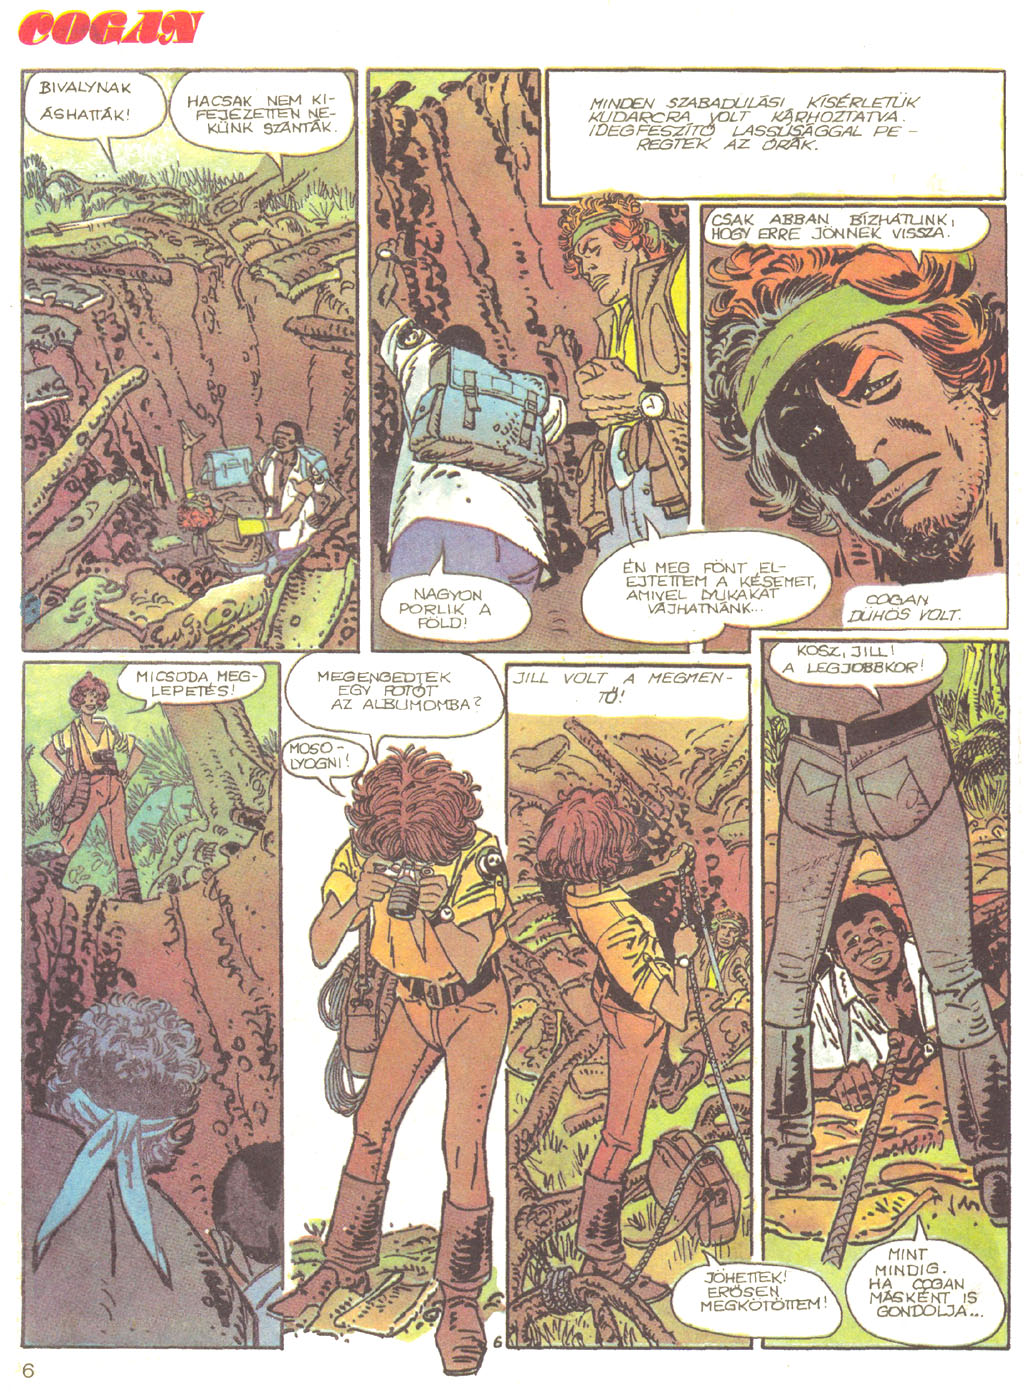 COGAN
BIVALYNAK
ÁSHATTÁK!
HACSAK NEM KI-
FEJEZETTEN NE-
KÜNK SZÁNTÁK.
MINDEN SZABADULÁSI KÍSÉRLETÜK
KUDARCRA VOLT KÁRHOZTATVA.
IDEGFESZÍTŐ LASSÚSÁGGAL PE-
REGTEK AZ ÓRÁK.
NAGYON
PORLIK A
FÖLD!
ÉN MEG FÖNT EL-
EJTETTEM A KÉSEMET,
AMIVEL LYUKAKAT
VÁJHATNÁNK...
CSAK ABBAN BÍZHATUNK,
HOGY ERRE JÖNNEK VISSZA.
COGAN
DÜHÖS VOLT.
MICSODA MEG-
LEPETÉS!
MEGENGEDTEK
EGY FOTÓT
AZ ALBUMOMBA?
MOSO-
LYOGNI!
JILL VOLT A MEGMEN-
TŐ!
JÖHETTEK!
ERŐSEN
MEGKÖTÖTTEM!
KÖSZ, JILL!
A LEGJOBBKOR!
MINT
MINDIG.
HA COGAN
MÁSKÉNT IS
GONDOLJA...
6
6